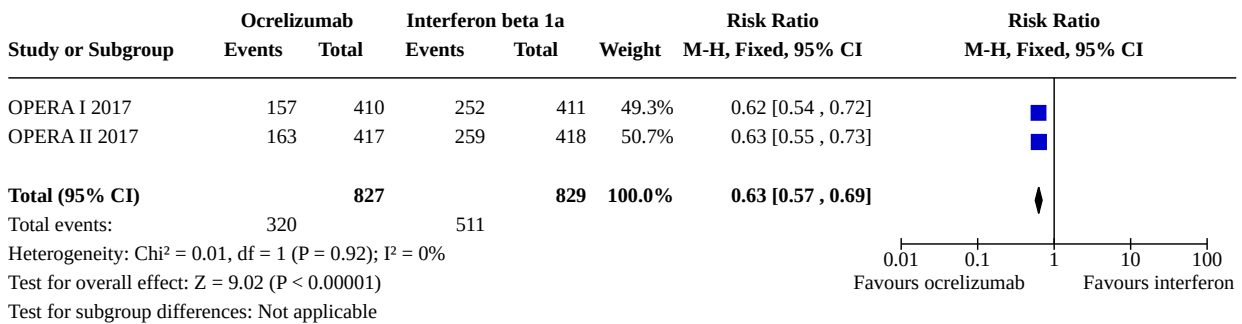 Ocrelizumab Interferon beta 1a Risk Ratio Risk Ratio
Study or Subgroup Events Total Events Total Weight M-H, Fixed, 95% CI M-H, Fixed, 95% CI
OPERA I 2017 157 410 252 411 49.3% 0.62 [0.54 , 0.72]
OPERA II 2017 163 417 259 418 50.7% 0.63 [0.55 , 0.73]
Total (95% CI) 827 829 100.0% 0.63 [0.57 , 0.69]
Total events: 320 511
Heterogeneity: Chi² = 0.01, df = 1 (P = 0.92); I² = 0%
0.01 0.1 1 10 100
Test for overall effect: Z = 9.02 (P < 0.00001) Favours ocrelizumab Favours interferon
Test for subgroup differences: Not applicable